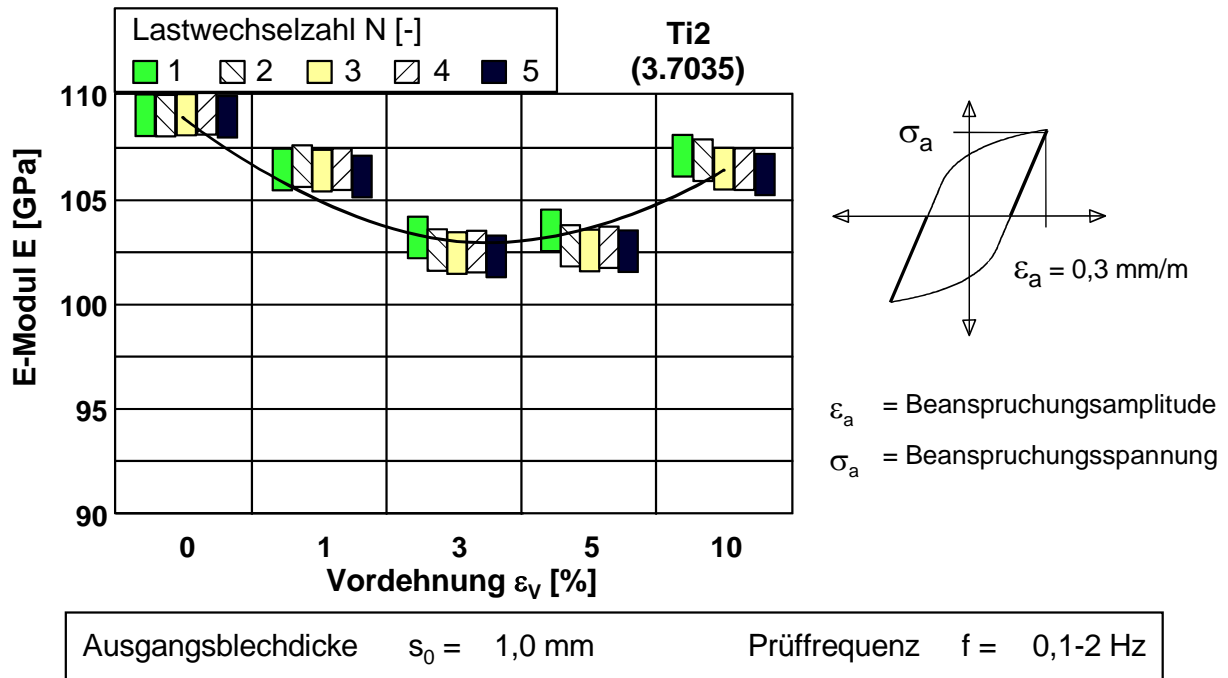 Lastwechselzahl N [-]
1 2 3 4 5
Ti2
(3.7035)
E-Modul E [GPa]
110
105
100
95
90
0 1 3 5 10
Vordehnung εV [%]
σa
εa = 0,3 mm/m
εa = Beanspruchungsamplitude
σa = Beanspruchungsspannung
Ausgangsblechdicke s0 = 1,0 mm Prüffrequenz f = 0,1-2 Hz